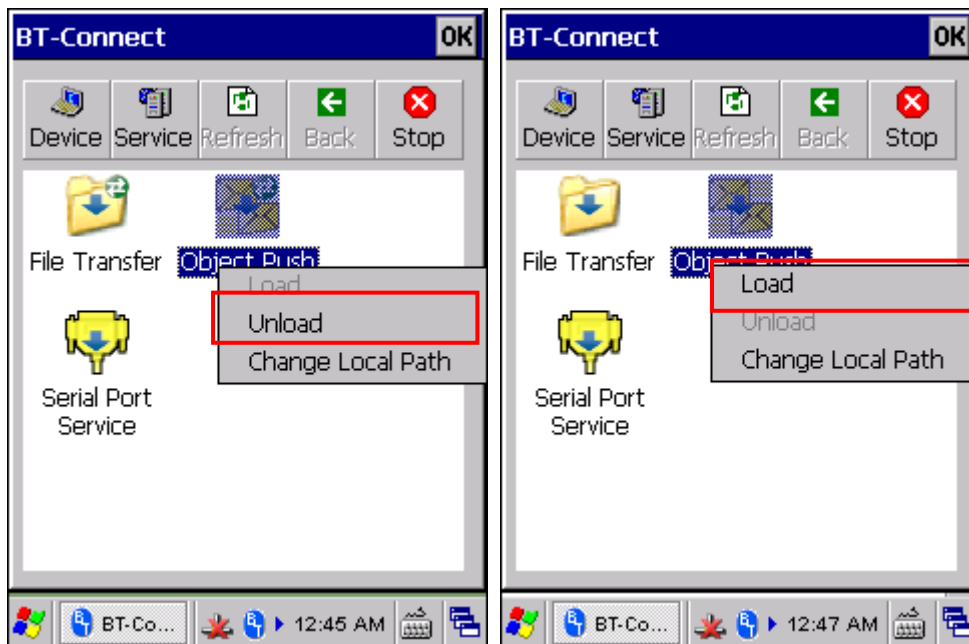 BT-Connect OK
Device Service Refresh Back Stop
File Transfer Object Push
Load
Unload
Change Local Path
Serial Port
Service
BT-Co... 12:45 AM
BT-Connect OK
Device Service Refresh Back Stop
File Transfer Object Push
Load
Unload
Change Local Path
Serial Port
Service
BT-Co... 12:47 AM